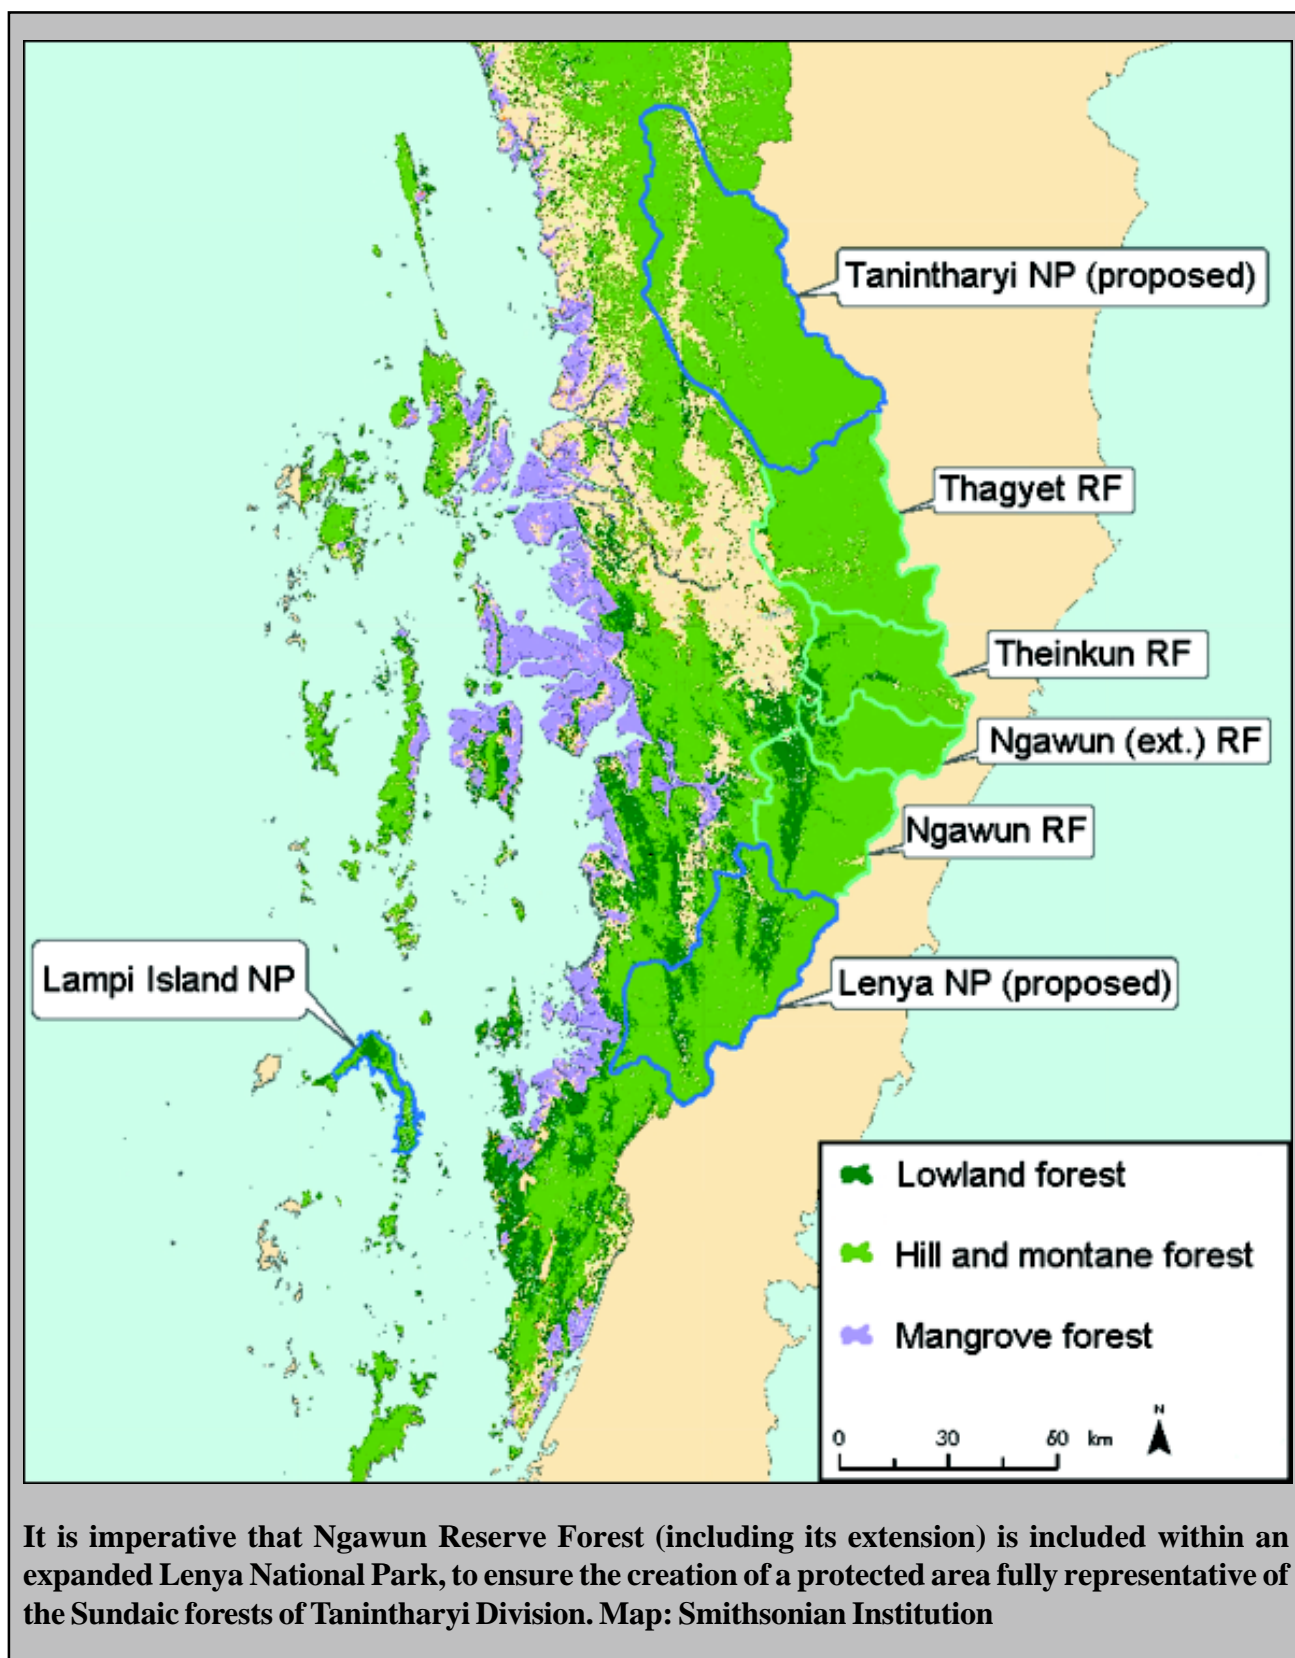 Tanintharyi NP (proposed)
Thagyet RF
Theinkun RF
Ngawun (ext.) RF
Ngawun RF
Lampi Island NP
Lenya NP (proposed)
Lowland forest
Hill and montane forest
Mangrove forest
N
0 30 60 km
It is imperative that Ngawun Reserve Forest (including its extension) is included within an
expanded Lenya National Park, to ensure the creation of a protected area fully representative of
the Sundaic forests of Tanintharyi Division. Map: Smithsonian Institution